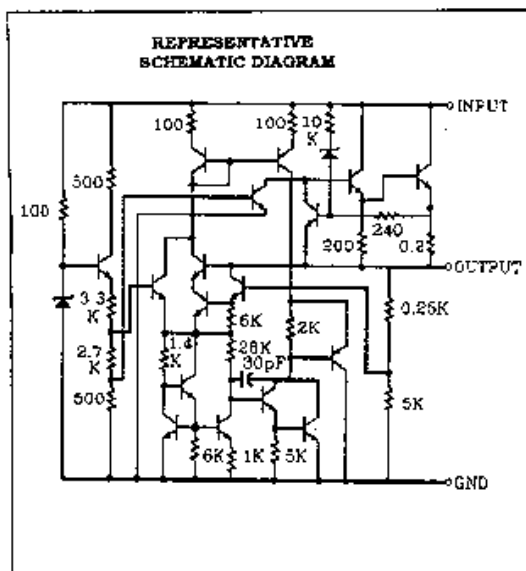 REPRESENTATIVE
SCHEMATIC DIAGRAM
INPUT
100
100
10
K
500
100
200
240
0.2
OUTPUT
3.3
K
6K
2K
0.25K
2.7
K
1.4
K
28K
30pF
500
5K
6K
1K
5K
GND